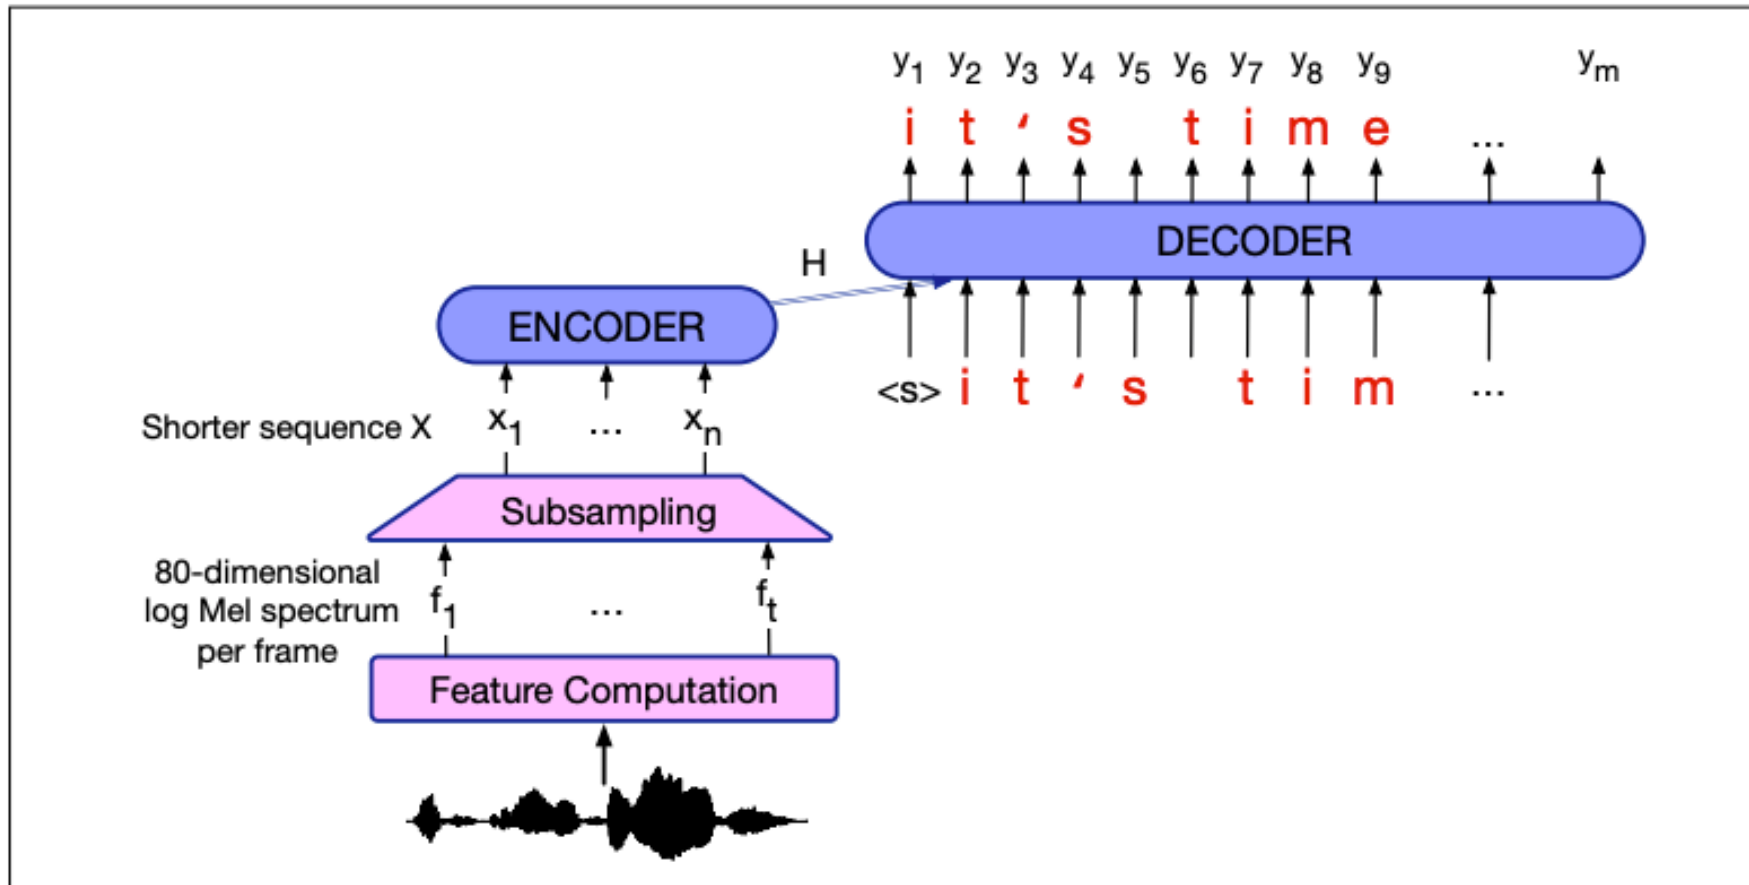 y1 y2 y3 y4 y5 y6 y7 y8 y9 ym
i t ‘ s t i m e ...
DECODER
H
ENCODER
<s> i t ‘ s t i m ...
Shorter sequence X x1 ... xn
Subsampling
80-dimensional
log Mel spectrum
per frame
f1 ... ft
Feature Computation